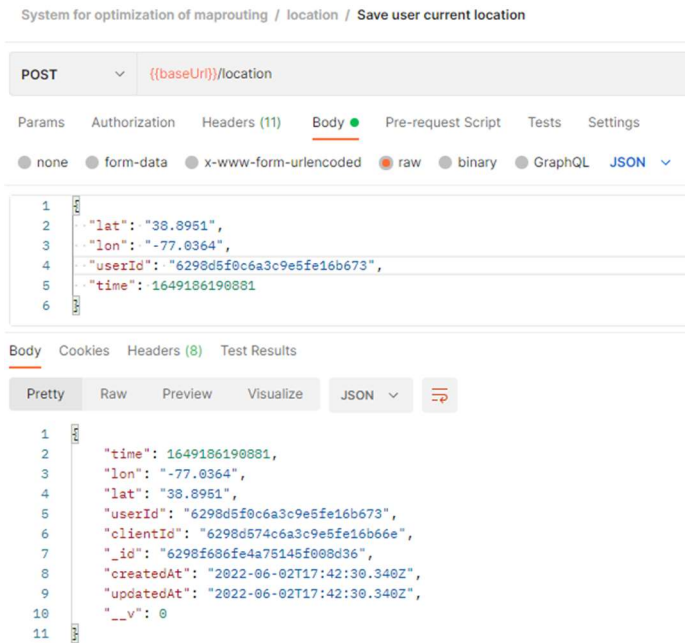 System for optimization of maprouting / location / Save user current location
POST {{baseUrl}}/location
Params Authorization Headers (11) Body Pre-request Script Tests Settings
none form-data x-www-form-urlencoded raw binary GraphQL JSON
1 {
2 "lat": "38.8951",
3 "lon": "-77.0364",
4 "userId": "6298d5f0c6a3c9e5fe16b673",
5 "time": 1649186190881
6 }
Body Cookies Headers (8) Test Results
Pretty Raw Preview Visualize JSON
1 {
2 "time": 1649186190881,
3 "lon": "-77.0364",
4 "lat": "38.8951",
5 "userId": "6298d5f0c6a3c9e5fe16b673",
6 "clientId": "6298d574c6a3c9e5fe16b66e",
7 "_id": "6298f686fe4a75145f008d36",
8 "createdAt": "2022-06-02T17:42:30.340Z",
9 "updatedAt": "2022-06-02T17:42:30.340Z",
10 "__v": 0
11 }